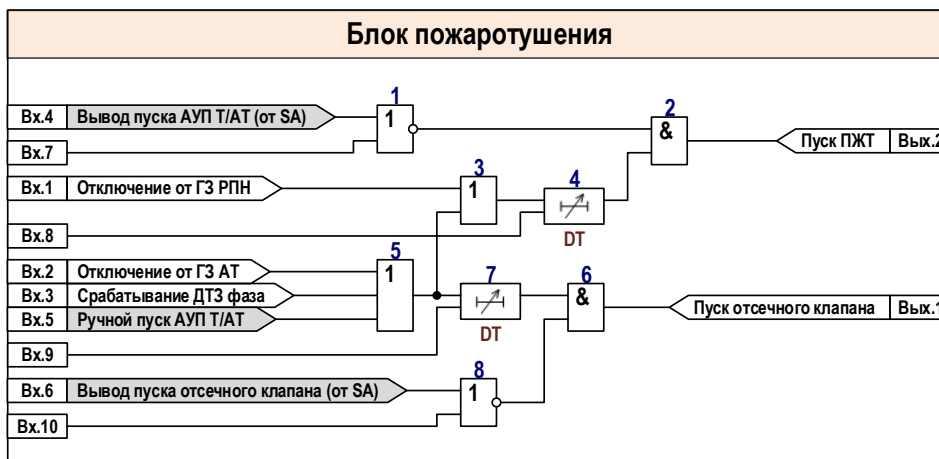 Блок пожаротушения
1
Вх.4 Вывод пуска АУП Т/АТ (от SA) 1
2
&
Вх.7
Пуск ПЖТ Вых.2
3
4
Вх.1 Отключение от ГЗ РПН 1
Вх.8
DT
5
7
6
Вх.2 Отключение от ГЗ АТ 1
Вх.3 Срабатывание ДТЗ фаза &
Пуск отсечного клапана Вых.1
Вх.5 Ручной пуск АУП Т/АТ
DT
Вх.9
8
Вх.6 Вывод пуска отсечного клапана (от SA) 1
Вх.10